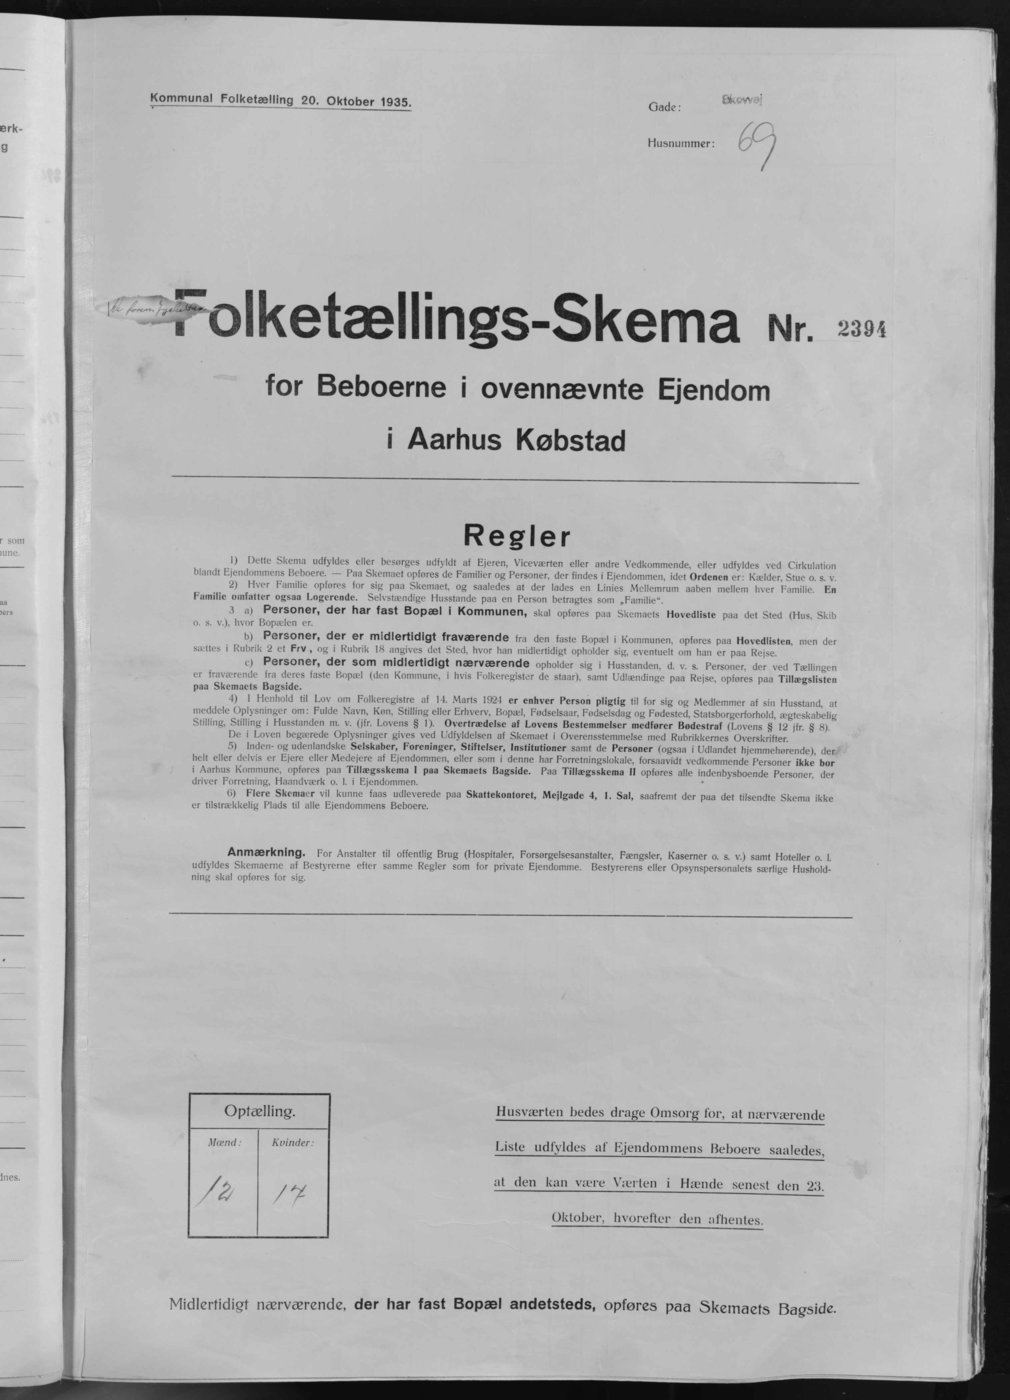 Kommunal Folketælling 20. Oktober 1935.
Gade: Skovvej
Husnummer: 69
Folketællings-Skema Nr. 2394
for Beboerne i ovennævnte Ejendom
i Aarhus Købstad
Regler
1) Dette Skema udfyldes eller besørges udfyldt af Ejeren, Viceværten eller andre Vedkommende, eller udfyldes ved Cirkulation
blandt Ejendommens Beboere. — Paa Skemaet opføres de Familier og Personer, der findes i Ejendommen, idet Ordenen er: Kælder, Stue o. s. v.
2) Hver Familie opføres for sig paa Skemaet, og saaledes at der lades en Linies Mellemrum aaben mellem hver Familie. En
Familie omfatter ogsaa Logerende. Selvstændige Husstande paa en Person betragtes som „Familie".
3 a) Personer, der har fast Bopæl i Kommunen, skal opføres paa Skemaets Hovedliste paa det Sted (Hus, Skib
o. s. v.), hvor Bopælen er.
b) Personer, der er midlertidigt fraværende fra den faste Bopæl i Kommunen, opføres paa Hovedlisten, men der
sættes i Rubrik 2 et Frv., og i Rubrik 18 angives det Sted, hvor han midlertidigt opholder sig, eventuelt om han er paa Rejse.
c) Personer, der som midlertidigt nærværende opholder sig i Husstanden, d. v. s. Personer, der ved Tællingen
er fraværende fra deres faste Bopæl (den Kommune, i hvis Folkeregister de staar), samt Udlændinge paa Rejse, opføres paa Tillægslisten
paa Skemaets Bagside.
4) I Henhold til Lov om Folkeregistre af 14. Marts 1924 er enhver Person pligtig til for sig og Medlemmer af sin Husstand, at
meddele Oplysninger om: Fulde Navn, Køn, Stilling eller Erhverv, Bopæl, Fødselsaar, Fødselsdag og Fødested, Statsborgerforhold, ægteskabelig
Stilling, Stilling i Husstanden m. v. (jfr. Lovens § 1). Overtrædelse af Lovens Bestemmelser medfører Bødestraf (Lovens § 12 jfr. § 8).
De i Loven begærede Oplysninger gives ved Udfyldelsen af Skemaet i Overensstemmelse med Rubrikkernes Overskrifter.
5) Inden- og udenlandske Selskaber, Foreninger, Stiftelser, Institutioner samt de Personer (ogsaa i Udlandet hjemmehørende), der
helt eller delvis er Ejere eller Medejere af Ejendommen, eller som i denne har Forretningslokale, forsaavidt vedkommende Personer ikke bor
i Aarhus Kommune, opføres paa Tillægsskema I paa Skemaets Bagside. Paa Tillægsskema II opføres alle indenbysboende Personer, der
driver Forretning, Haandværk o. l. i Ejendommen.
6) Flere Skemaer vil kunne faas udleverede paa Skattekontoret, Mejlgade 4, 1. Sal, saafremt der paa det tilsendte Skema ikke
er tilstrækkelig Plads til alle Ejendommens Beboere.
Anmærkning. For Anstalter til offentlig Brug (Hospitaler, Forsørgelsesanstalter, Fængsler, Kaserner o. s. v.) samt Hoteller o. l.
udfyldes Skemaerne af Bestyrerne efter samme Regler som for private Ejendomme. Bestyrerens eller Opsynspersonalets særlige Hushold-
ning skal opføres for sig.
Optælling.
Mænd: Kvinder:
12 14
Husværten bedes drage Omsorg for, at nærværende
Liste udfyldes af Ejendommens Beboere saaledes,
at den kan være Værten i Hænde senest den 23.
Oktober, hvorefter den afhentes.
Midlertidigt nærværende, der har fast Bopæl andetsteds, opføres paa Skemaets Bagside.